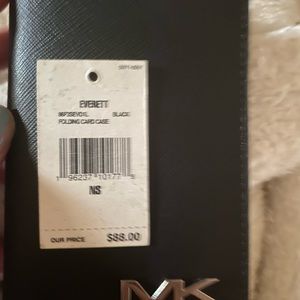 EVERETT
BLACK
FOLDING CARD CASE
NS
OUR PRICE $88.00
MK